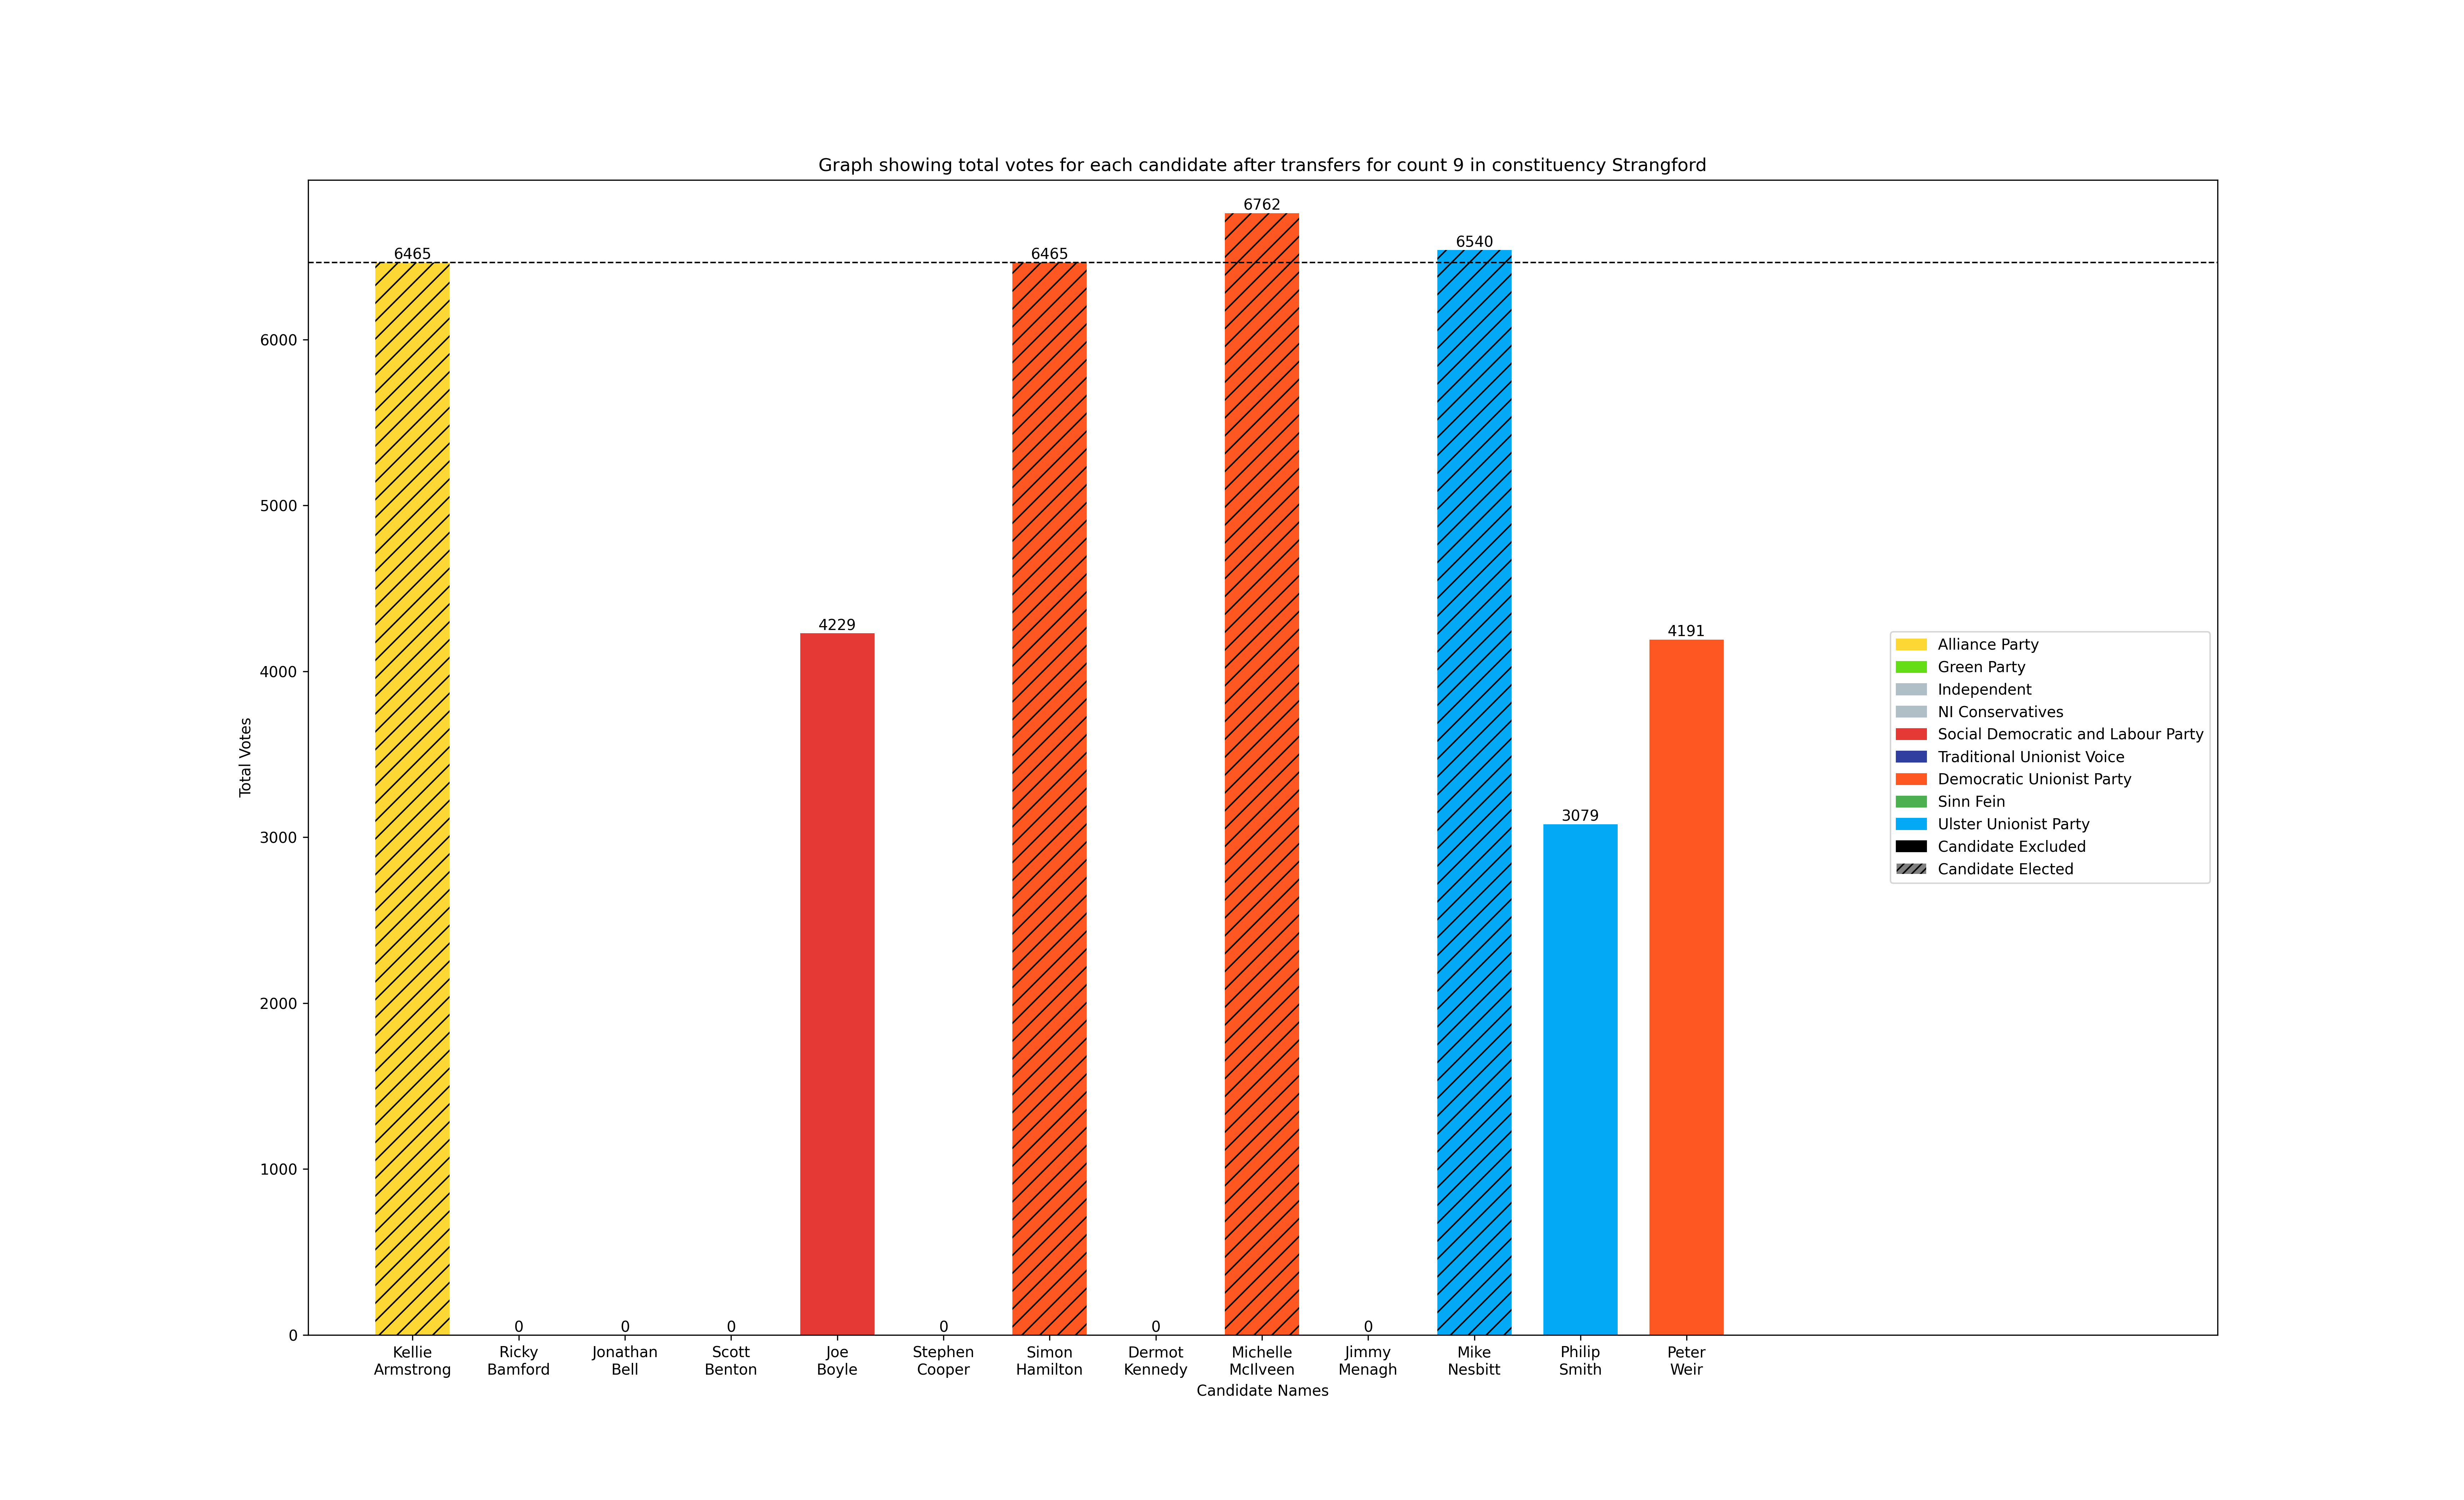 Graph showing total votes for each candidate after transfers for count 9 in constituency Strangford
6762
6540
6465
6465
6000
5000
4229
4191
4000
3079
3000
2000
1000
0
0
0
0
0
0
0
Total Votes
Alliance Party
Green Party
Independent
NI Conservatives
Social Democratic and Labour Party
Traditional Unionist Voice
Democratic Unionist Party
Sinn Fein
Ulster Unionist Party
Candidate Excluded
Candidate Elected
Kellie
Armstrong
Ricky
Bamford
Jonathan
Bell
Scott
Benton
Joe
Boyle
Stephen
Cooper
Simon
Hamilton
Dermot
Kennedy
Michelle
McIlveen
Jimmy
Menagh
Mike
Nesbitt
Philip
Smith
Peter
Weir
Candidate Names